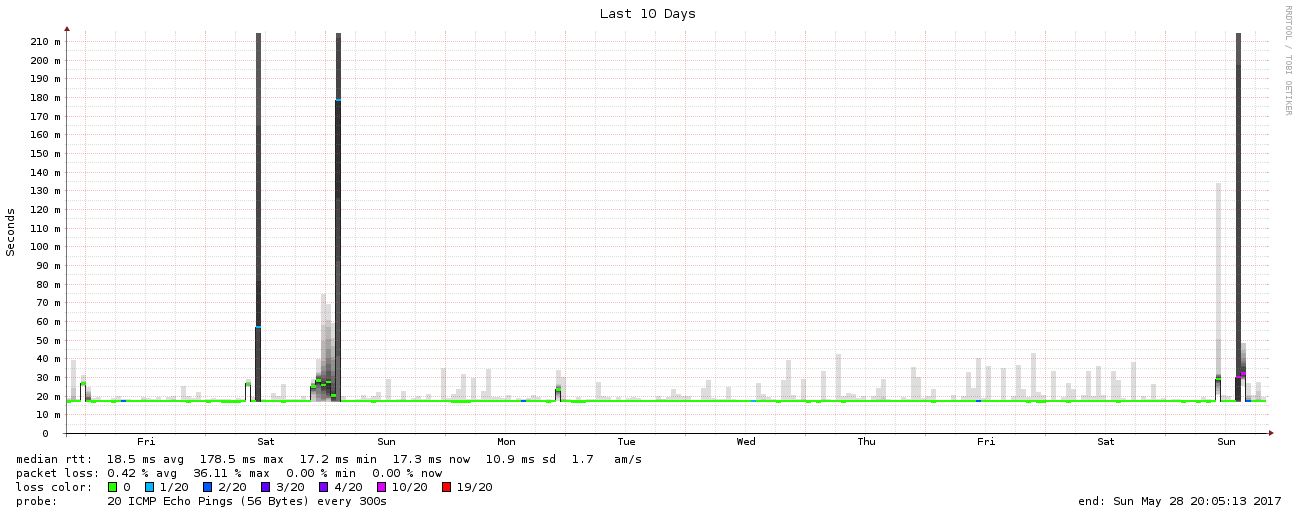 Last 10 Days
RRDTOOL / TOBI OETIKER
Seconds
210 m
200 m
190 m
180 m
170 m
160 m
150 m
140 m
130 m
120 m
110 m
100 m
90 m
80 m
70 m
60 m
50 m
40 m
30 m
20 m
10 m
0
Fri Sat Sun Mon Tue Wed Thu Fri Sat Sun
median rtt: 18.5 ms avg 178.5 ms max 17.2 ms min 17.3 ms now 10.9 ms sd 1.7 am/s
packet loss: 0.42 % avg 36.11 % max 0.00 % min 0.00 % now
loss color: 0 1/20 2/20 3/20 4/20 10/20 19/20
probe: 20 ICMP Echo Pings (56 Bytes) every 300s end: Sun May 28 20:05:13 2017